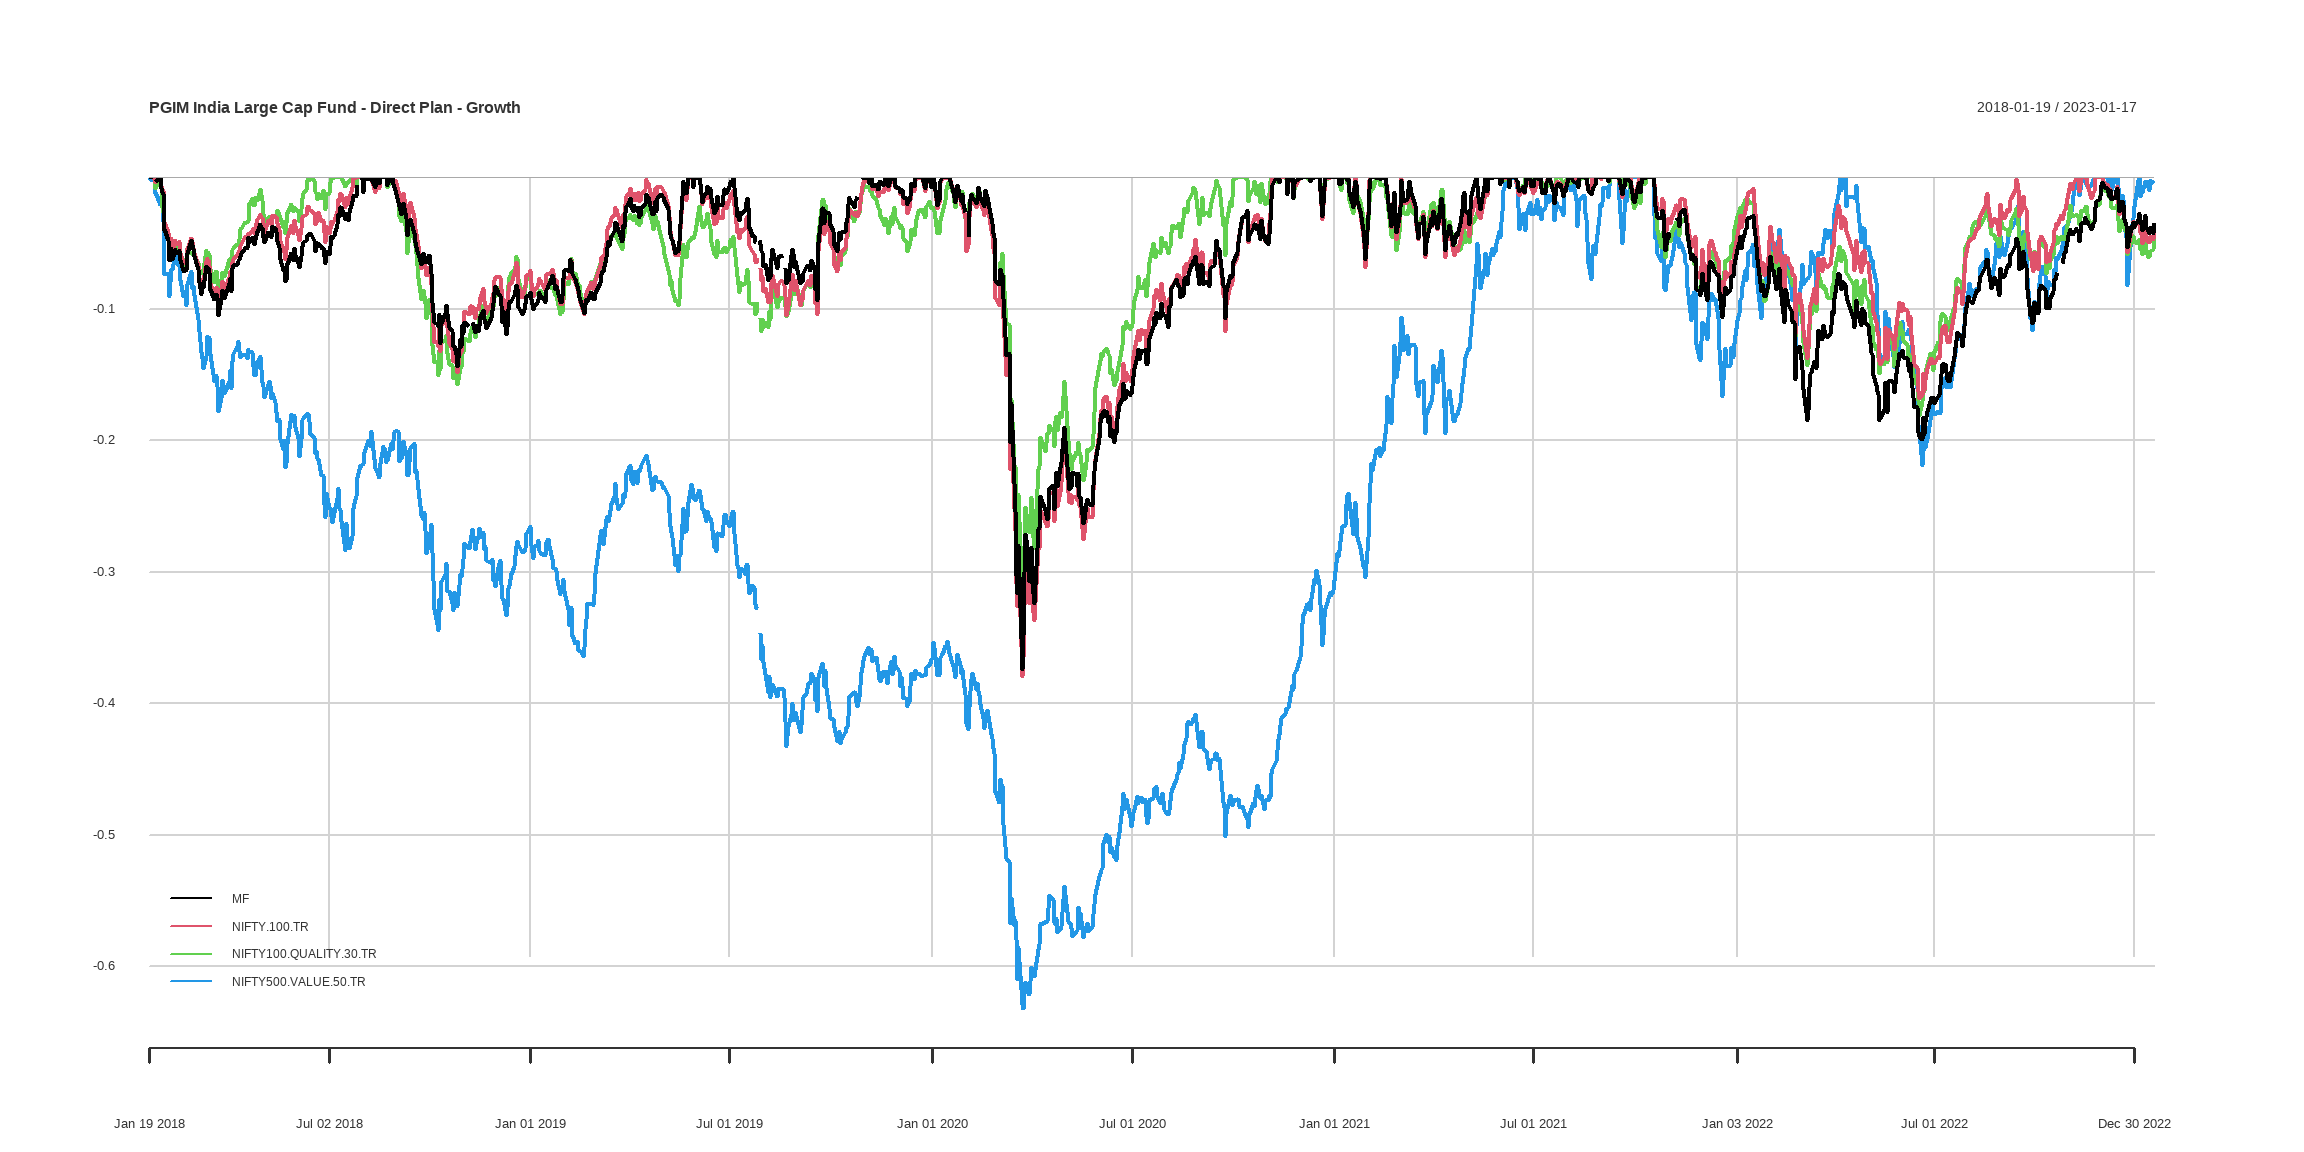 PGIM India Large Cap Fund - Direct Plan - Growth
2018-01-19 / 2023-01-17
-0.1
-0.2
-0.3
-0.4
-0.5
-0.6
MF
NIFTY.100.TR
NIFTY100.QUALITY.30.TR
NIFTY500.VALUE.50.TR
Jan 19 2018 Jul 02 2018 Jan 01 2019 Jul 01 2019 Jan 01 2020 Jul 01 2020 Jan 01 2021 Jul 01 2021 Jan 03 2022 Jul 01 2022 Dec 30 2022